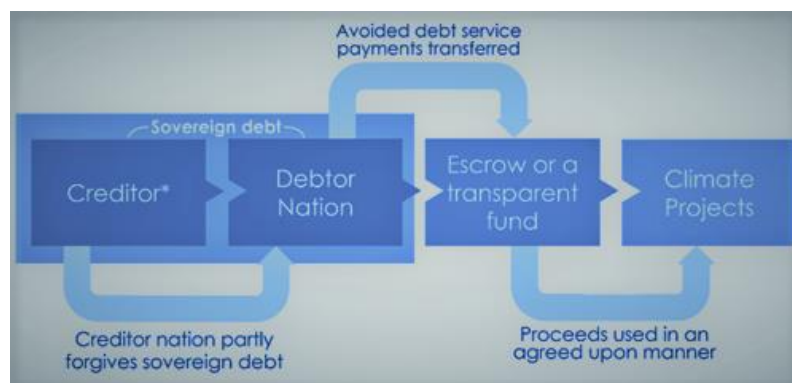 Avoided debt service
payments transferred
Sovereign debt
Creditor*
Debtor
Nation
Escrow or a
transparent
fund
Climate
Projects
Creditor nation partly
forgives sovereign debt
Proceeds used in an
agreed upon manner